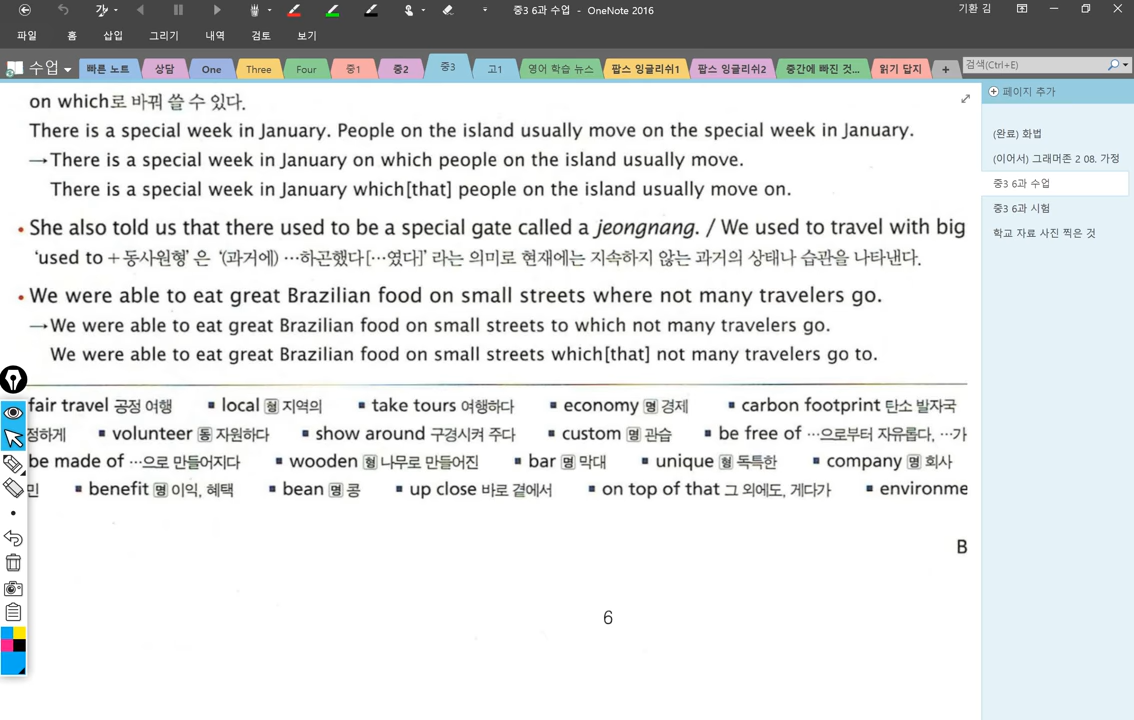 중3 6과 수업 - OneNote 2016
기환 김
파일 홈 삽입 그리기 내역 검토 보기
수업 빠른 노트 상담 One Three Four 중1 중2 중3 고1 영어 학습 뉴스 팝스 잉글리쉬1 팝스 잉글리쉬2 중간에 빠진 것... 읽기 답지 + 검색(Ctrl+E)
페이지 추가
(완료) 화법
(이어서) 그래머존 2 08. 가정
중3 6과 수업
중3 6과 시험
학교 자료 사진 찍은 것
on which로 바꿔 쓸 수 있다.
There is a special week in January. People on the island usually move on the special week in January.
→ There is a special week in January on which people on the island usually move.
There is a special week in January which[that] people on the island usually move on.
• She also told us that there used to be a special gate called a jeongnang. / We used to travel with big
‘used to + 동사원형’ 은 ‘(과거에) …하곤했다[…였다]’ 라는 의미로 현재에는 지속하지 않는 과거의 상태나 습관을 나타낸다.
• We were able to eat great Brazilian food on small streets where not many travelers go.
→ We were able to eat great Brazilian food on small streets to which not many travelers go.
We were able to eat great Brazilian food on small streets which[that] not many travelers go to.
fair travel 공정 여행 ▪ local 형 지역의 ▪ take tours 여행하다 ▪ economy 명 경제 ▪ carbon footprint 탄소 발자국
정하게 ▪ volunteer 동 자원하다 ▪ show around 구경시켜 주다 ▪ custom 명 관습 ▪ be free of …으로부터 자유롭다, …가
be made of …으로 만들어지다 ▪ wooden 형 나무로 만들어진 ▪ bar 명 막대 ▪ unique 형 독특한 ▪ company 명 회사
민 ▪ benefit 명 이익, 혜택 ▪ bean 명 콩 ▪ up close 바로 곁에서 ▪ on top of that 그 외에도, 게다가 ▪ environme
B
6